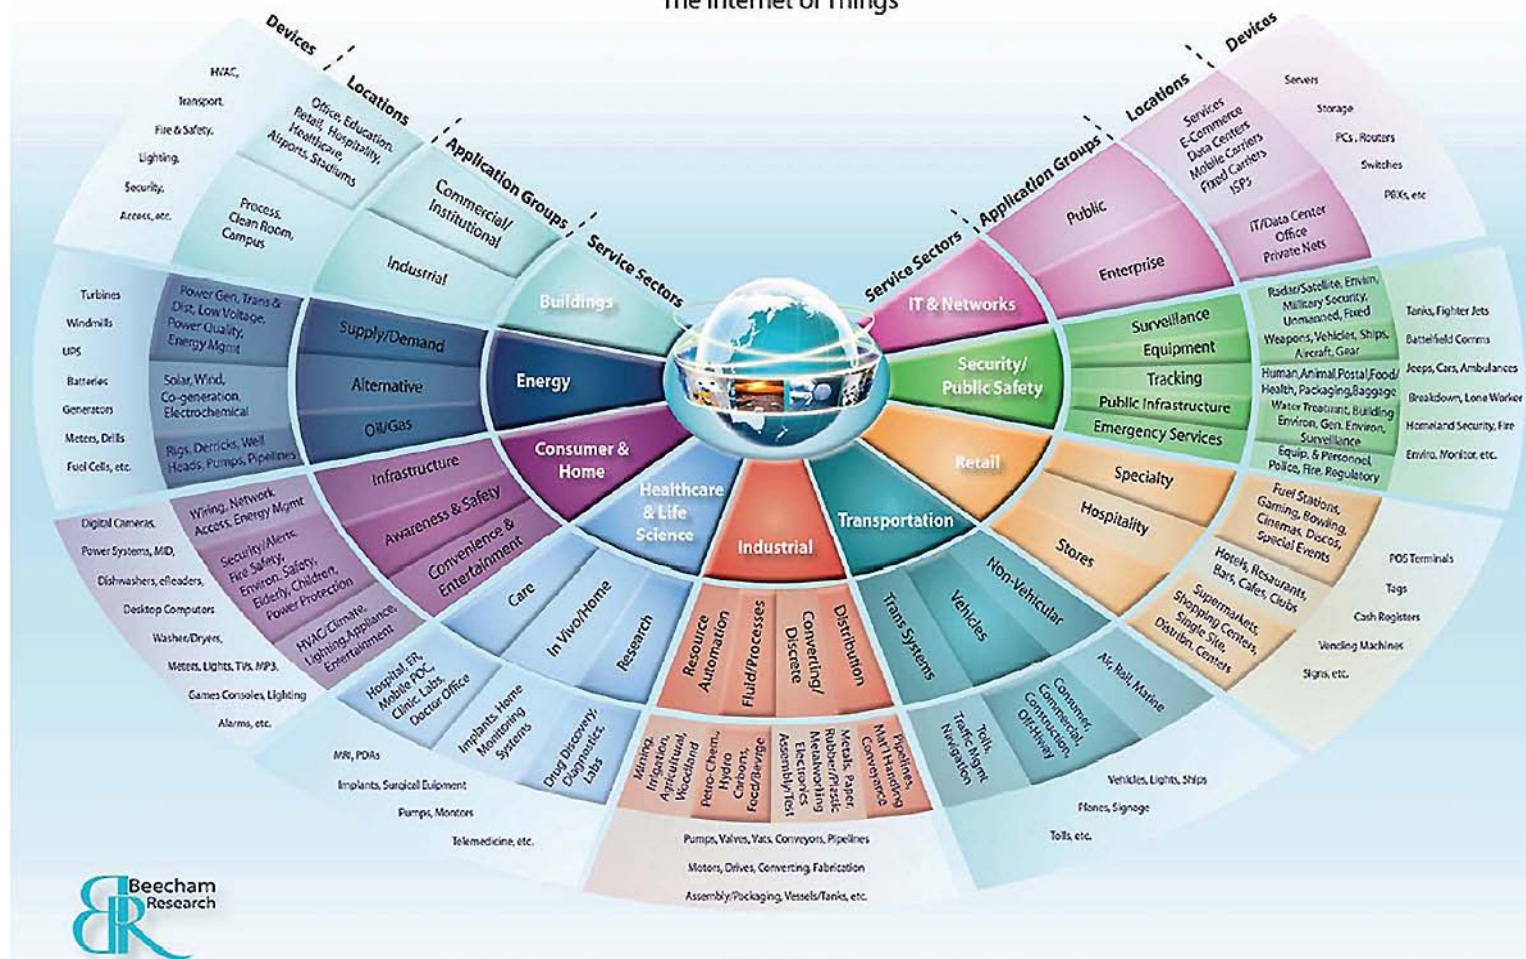 The Internet of Things
Devices
Locations
Application Groups
Service Sectors
HVAC,
Transport,
Fire & Safety,
Lighting,
Security,
Access, etc.
Office, Education,
Retail, Hospitality,
Healthcare,
Airports, Stadiums
Process,
Clean Room,
Campus
Commercial/
Institutional
Industrial
Buildings
Turbines
Windmills
UPS
Batteries
Generators
Meters, Drills
Fuel Cells, etc.
Power Gen, Trans &
Dist, Low Voltage,
Power Quality,
Energy Mgmt
Solar, Wind,
Co-generation,
Electrochemical
Rigs, Derricks, Well
Heads, Pumps, Pipelines
Supply/Demand
Alternative
Oil/Gas
Energy
Digital Cameras,
Power Systems, MID,
Dishwashers, eReaders,
Desktop Computers
Washer/Dryers,
Meters, Lights, TVs, MP3,
Games Consoles, Lighting
Alarms, etc.
Wiring, Network
Access, Energy Mgmt
Security/Alerts,
Fire Safety,
Environ. Safety,
Elderly, Children,
Power Protection
HVAC/Climate,
Lighting, Appliance,
Entertainment
Infrastructure
Awareness & Safety
Convenience &
Entertainment
Consumer &
Home
MRI, PDAs
Implants, Surgical Euipment
Pumps, Monitors
Telemedicine, etc.
Hospital, ER,
Mobile POC,
Clinic, Labs,
Doctor Office
Implants, Home
Monitoring
Systems
Drug Discovery,
Diagnostics,
Labs
Care
In Vivo/Home
Research
Healthcare
& Life
Science
Industrial
Resource
Automation
Fluid/Processes
Converting/
Discrete
Distribution
Mining,
Irrigation,
Agricultural,
Woodland
Petro-Chem.,
Hydro
Carbons,
Food/Bevrge
Metals, Paper,
Rubber/Plastic
Metalworking
Electronics
Assembly/Test
Pipelines,
Mat'l Handling
Conveyance
Pumps, Valves, Vats, Conveyors, Pipelines
Motors, Drives, Converting, Fabrication
Assembly/Packaging, Vessels/Tanks, etc.
Transportation
Trans Systems
Vehicles
Non-Vehicular
Tolls,
Traffic Mgmt
Navigation
Consumer,
Commercial,
Construction,
Off-Hiway
Air, Rail, Marine
Vehicles, Lights, Ships
Planes, Signage
Tolls, etc.
Retail
Specialty
Hospitality
Stores
Fuel Stations,
Gaming, Bowling,
Cinemas, Discos,
Special Events
Hotels, Resaurants,
Bars, Cafes, Clubs
Supermarkets,
Shopping Centers,
Single Site,
Distribn, Centers
POS Terminals
Tags
Cash Registers
Vending Machines
Signs, etc.
Security/
Public Safety
Surveillance
Equipment
Tracking
Public Infrastructure
Emergency Services
Radar/Satellite, Envirn,
Military Security,
Unmanned, Fixed
Weapons, Vehicles, Ships,
Aircraft, Gear
Human, Animal, Postal, Food/
Health, Packaging, Baggage
Water Treatmnt, Building
Environ, Gen. Environ,
Surveillance
Equip, & Personnel,
Police, Fire, Regulatory
Tanks, Fighter Jets
Battelfield Comms
Jeeps, Cars, Ambulances
Breakdown, Lone Worker
Homeland Security, Fire
Enviro. Monitor, etc.
IT & Networks
Public
Enterprise
Services
E-Commerce
Data Centers
Mobile Carriers
Fixed Carriers
ISPs
IT/Data Center
Office
Private Nets
Servers
Storage
PCs, Routers
Switches
PBXs, etc
Service Sectors
Application Groups
Locations
Devices
Beecham
Research
BR